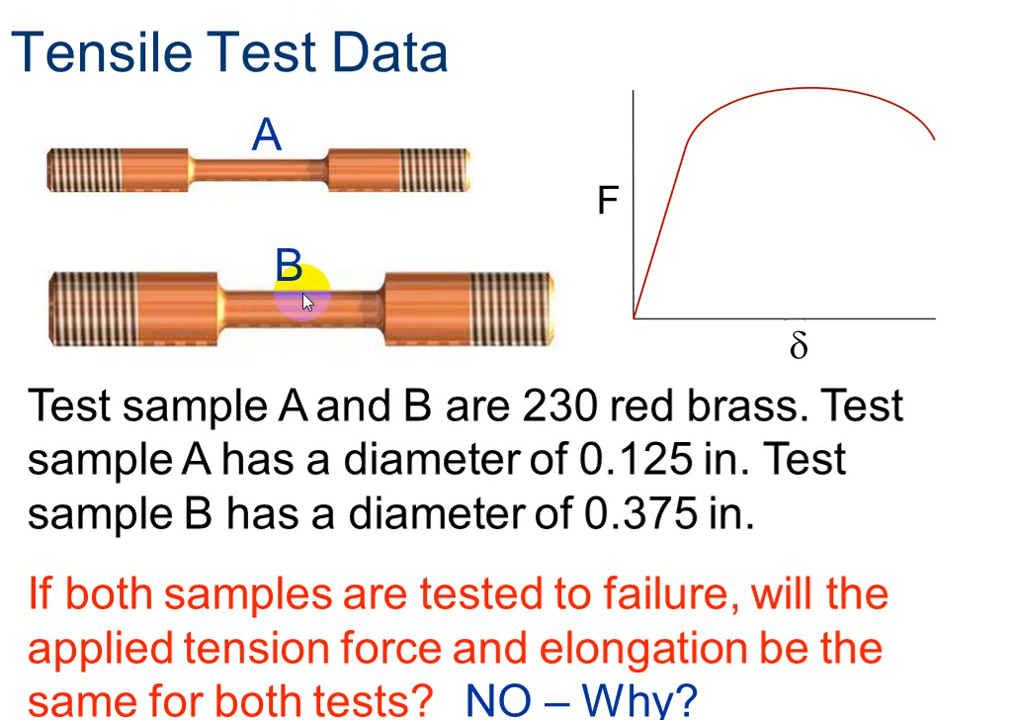 Tensile Test Data
A
B
F
δ
Test sample A and B are 230 red brass. Test
sample A has a diameter of 0.125 in. Test
sample B has a diameter of 0.375 in.
If both samples are tested to failure, will the
applied tension force and elongation be the
same for both tests? NO – Why?